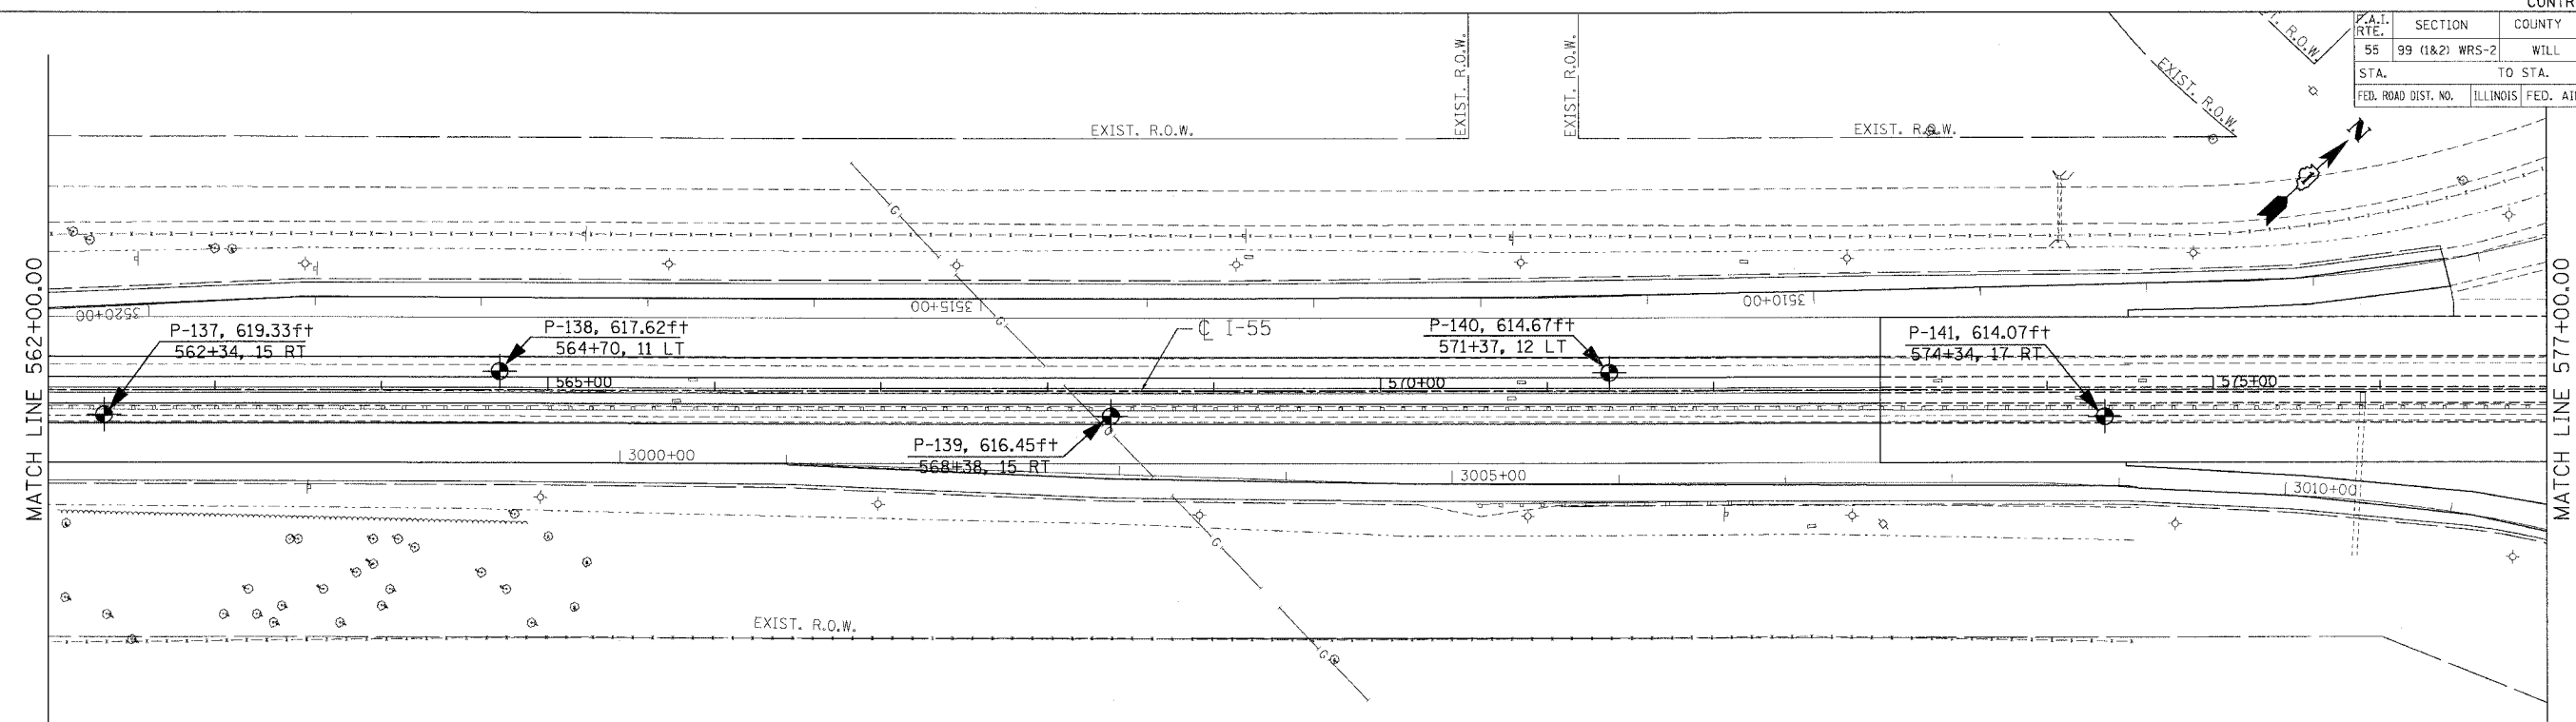 CONTR
F.A.I. RTE. SECTION COUNTY
55 99 (1&2) WRS-2 WILL
STA. TO STA.
FED. ROAD DIST. NO. ILLINOIS FED. AI
EXIST. R.O.W.
EXIST. R.O.W.
EXIST. R.O.W.
R.O.W.
EXIST. R.O.W.
EXIST. R.O.W.
N
G
3520+00
3515+00
3510+00
G
P-137, 619.33ft
562+34, 15 RT
P-138, 617.62ft
564+70, 11 LT
℄ I-55
P-140, 614.67ft
571+37, 12 LT
P-141, 614.07ft
574+34, 17 RT
565+00
570+00
575+00
MATCH LINE 562+00.00
MATCH LINE 577+00.00
G
P-139, 616.45ft
568+38, 15 RT
3000+00
3005+00
3010+00
G
EXIST. R.O.W.
G